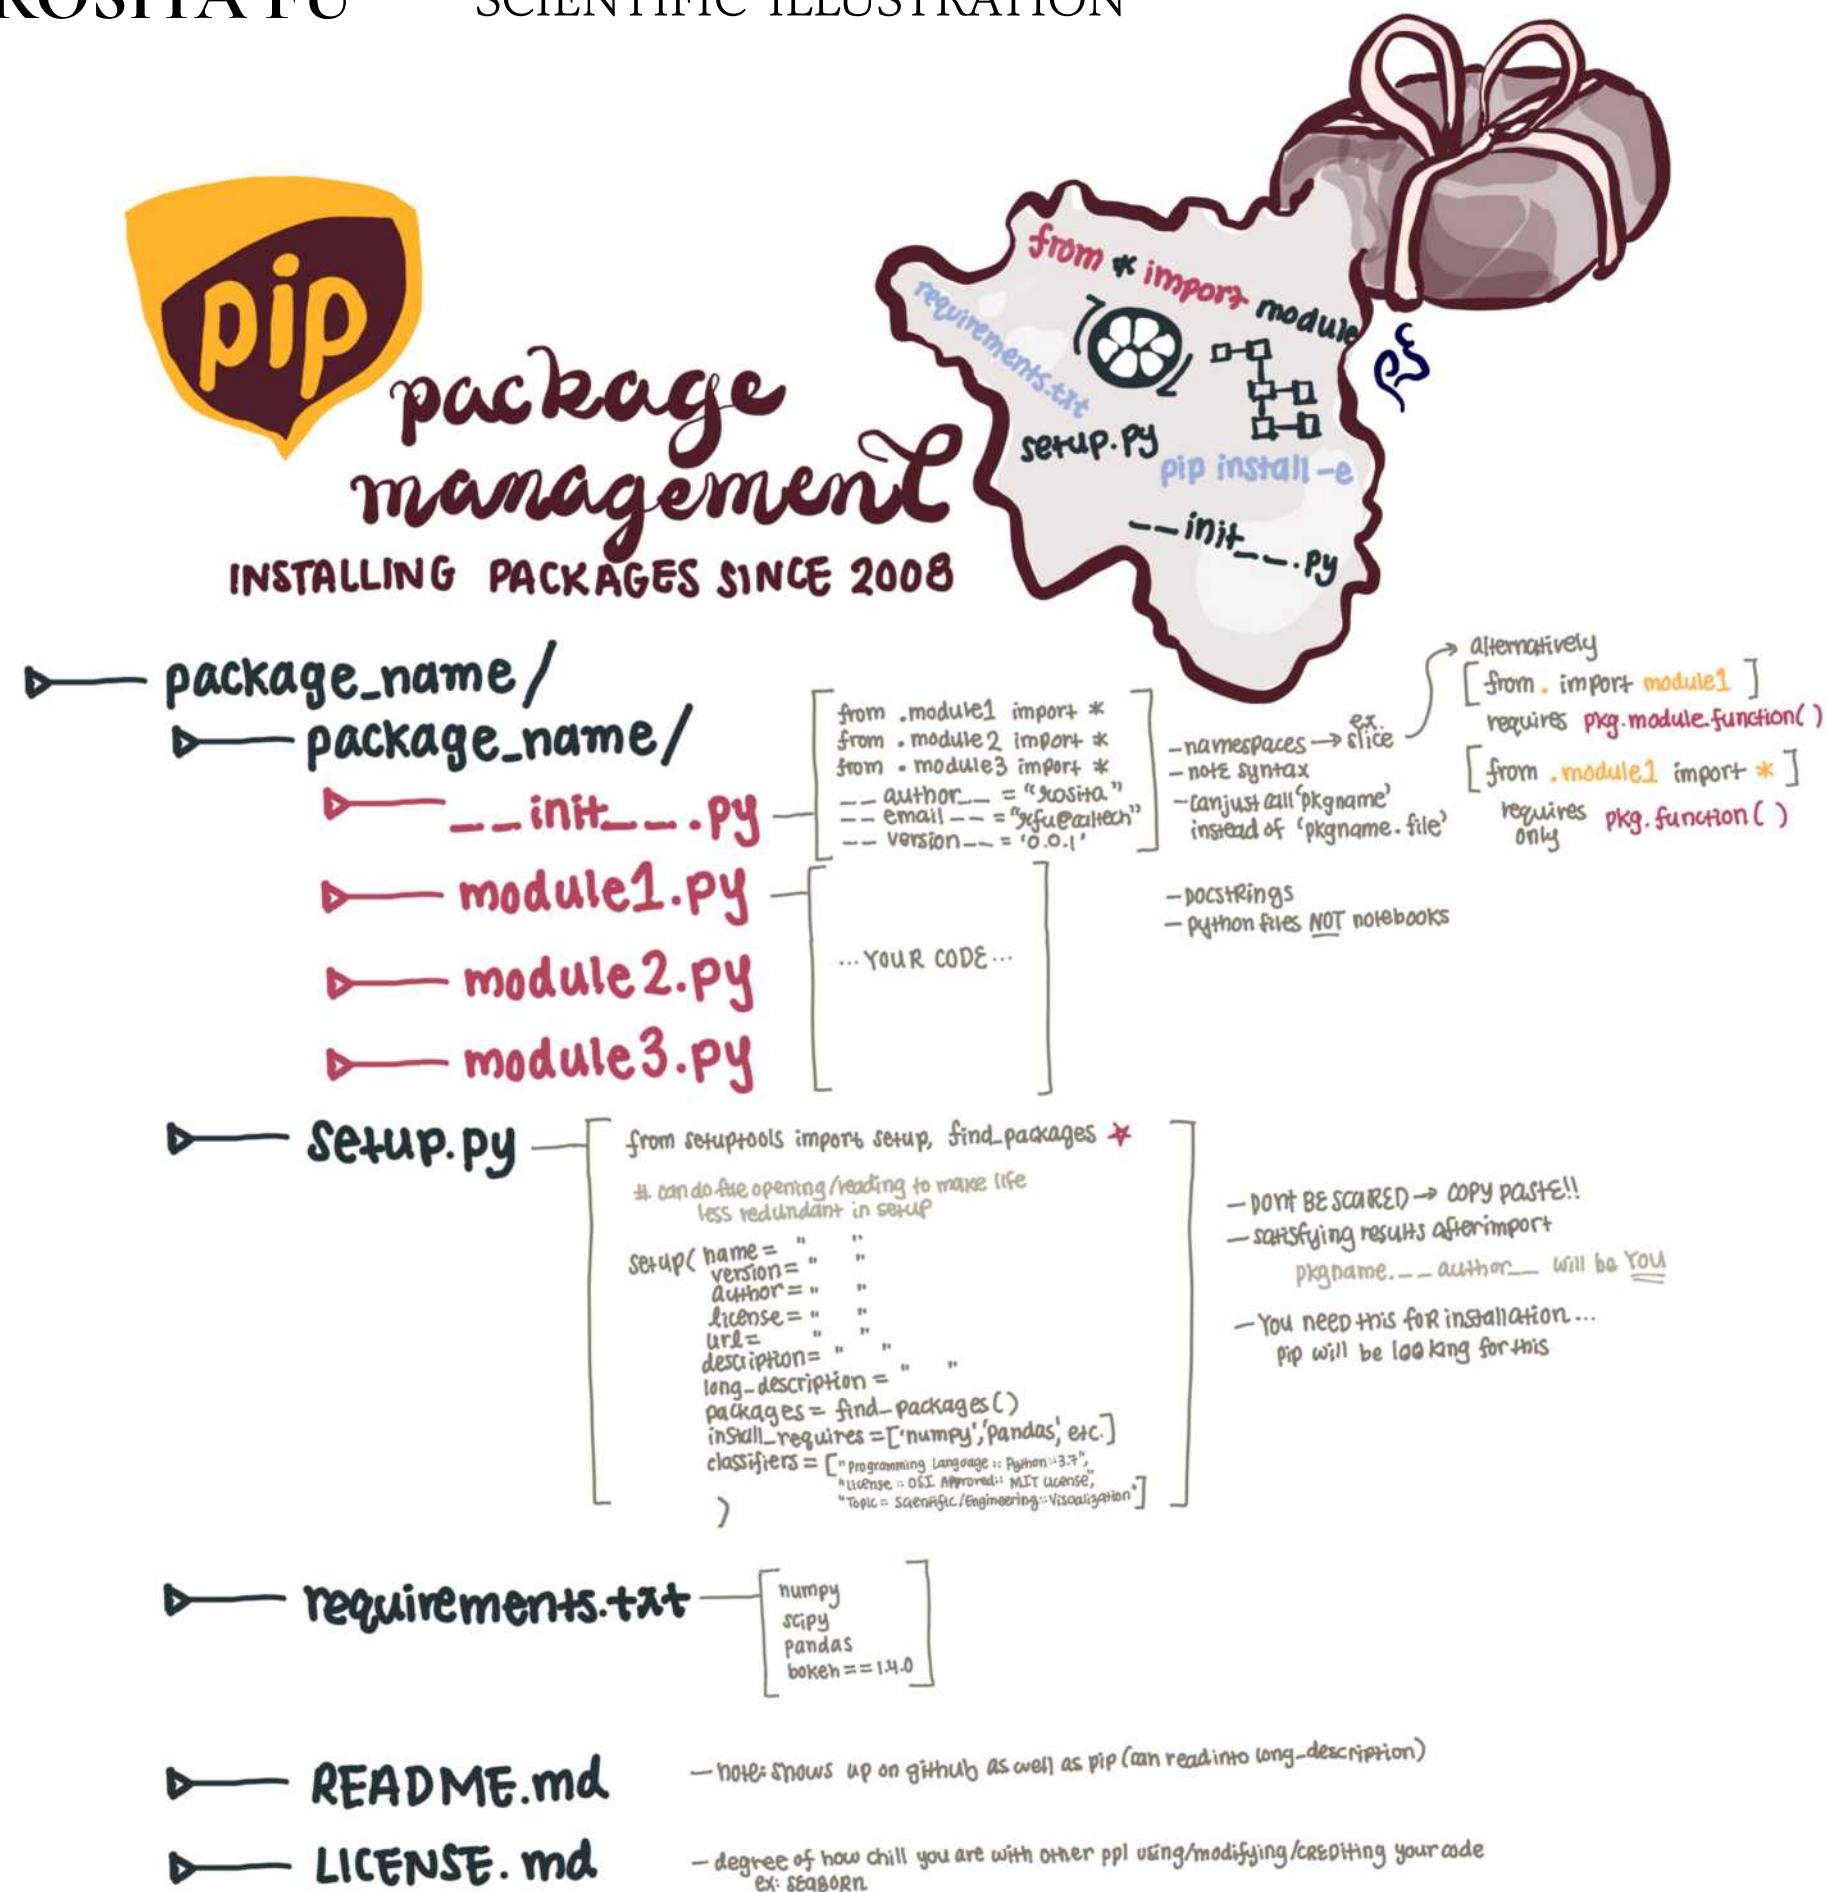 ROSITA FU SCIENTIFIC ILLUSTRATION
pip
package
management
INSTALLING PACKAGES SINCE 2008
from * import module
requirements.txt
setup.py
pip install -e
__init__.py
package_name/
package_name/
__init__.py
from .module1 import *
from .module2 import *
from .module3 import *
__author__ = "rosita"
__email__ = "rfu@caltech"
__version__ = '0.0.1'
- namespaces → ex. slice
- note syntax
- can just call 'pkgname'
instead of 'pkgname.file'
alternatively
[from . import module1]
requires pkg.module.function()
[from .module1 import *]
requires only pkg.function()
module1.py
...YOUR CODE...
- DOCSTRINGS
- python files NOT notebooks
module2.py
module3.py
setup.py
from setuptools import setup, find_packages ★
# can do file opening/reading to make life
less redundant in setup
setup( name = " "
version = " "
author = " "
license = " "
url = " "
description = " "
long_description = " "
packages = find_packages()
install_requires = ['numpy', 'pandas', etc.]
classifiers = ["Programming Language :: Python :: 3.7",
"License :: OSI Approved :: MIT License",
"Topic :: Scientific/Engineering :: Visualization"]
)
- DONT BE SCARED → COPY PASTE!!
- satisfying results after import
pkgname.__author__ will be YOU
- You need this for installation...
pip will be looking for this
requirements.txt
numpy
scipy
pandas
bokeh == 1.4.0
README.md
- note: shows up on github as well as pip (can read into long_description)
LICENSE.md
- degree of how chill you are with other ppl using/modifying/crediting your code
ex: SEABORN